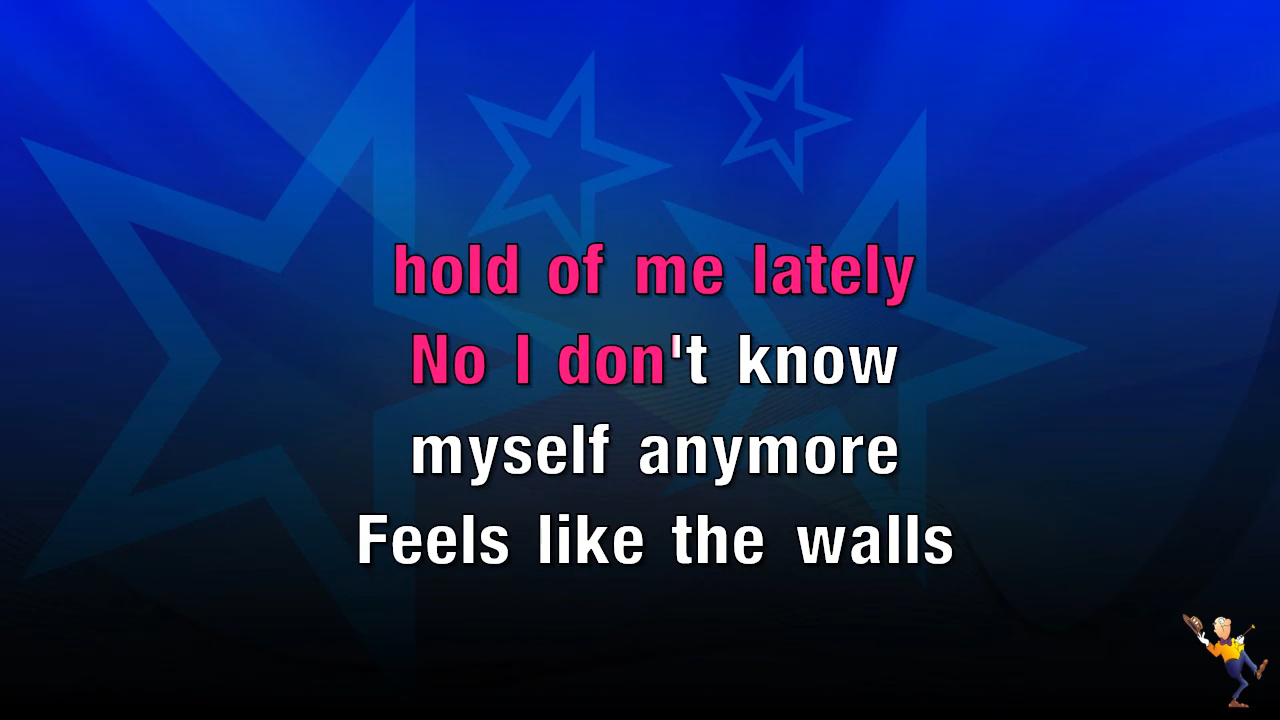 hold of me lately
No I don't know
myself anymore
Feels like the walls